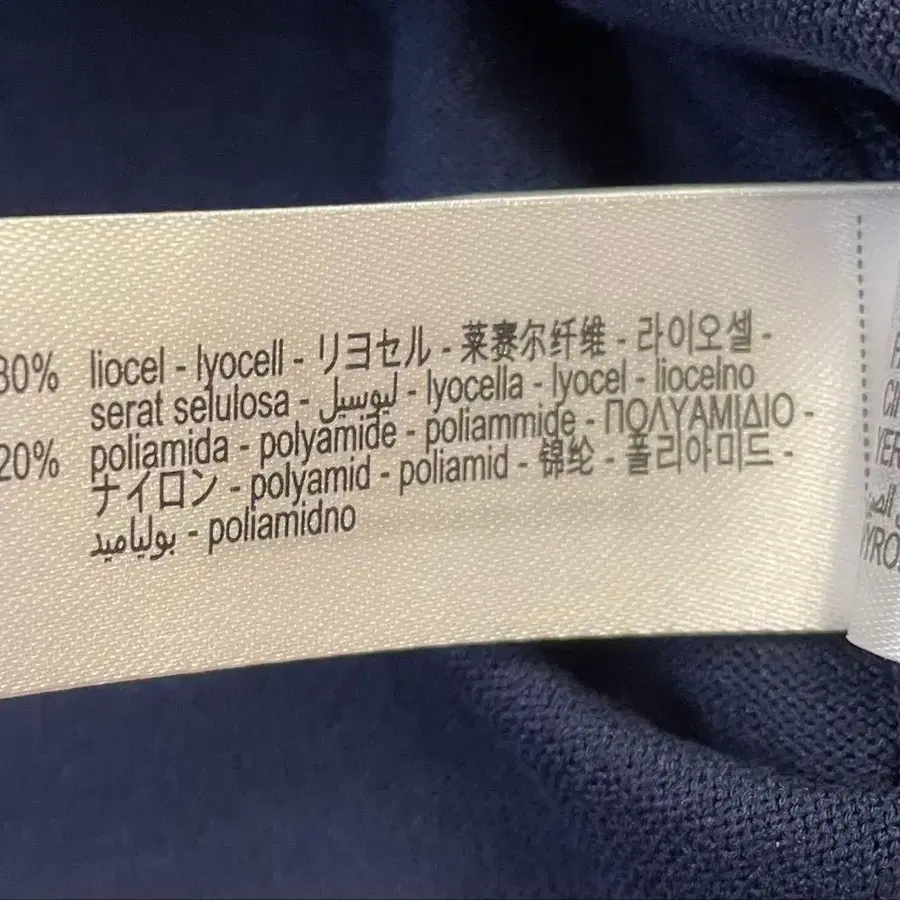 80% liocel - lyocell - リヨセル - 莱赛尔纤维 - 라이오셀 -
serat selulosa - ليوسيل - lyocella - lyocel - liocelno
20% poliamida - polyamide - poliammide - ΠΟΛΥΑΜΙΔΙΟ -
ナイロン - polyamid - poliamid - 锦纶 - 폴리아미드 -
بولياميد - poliamidno